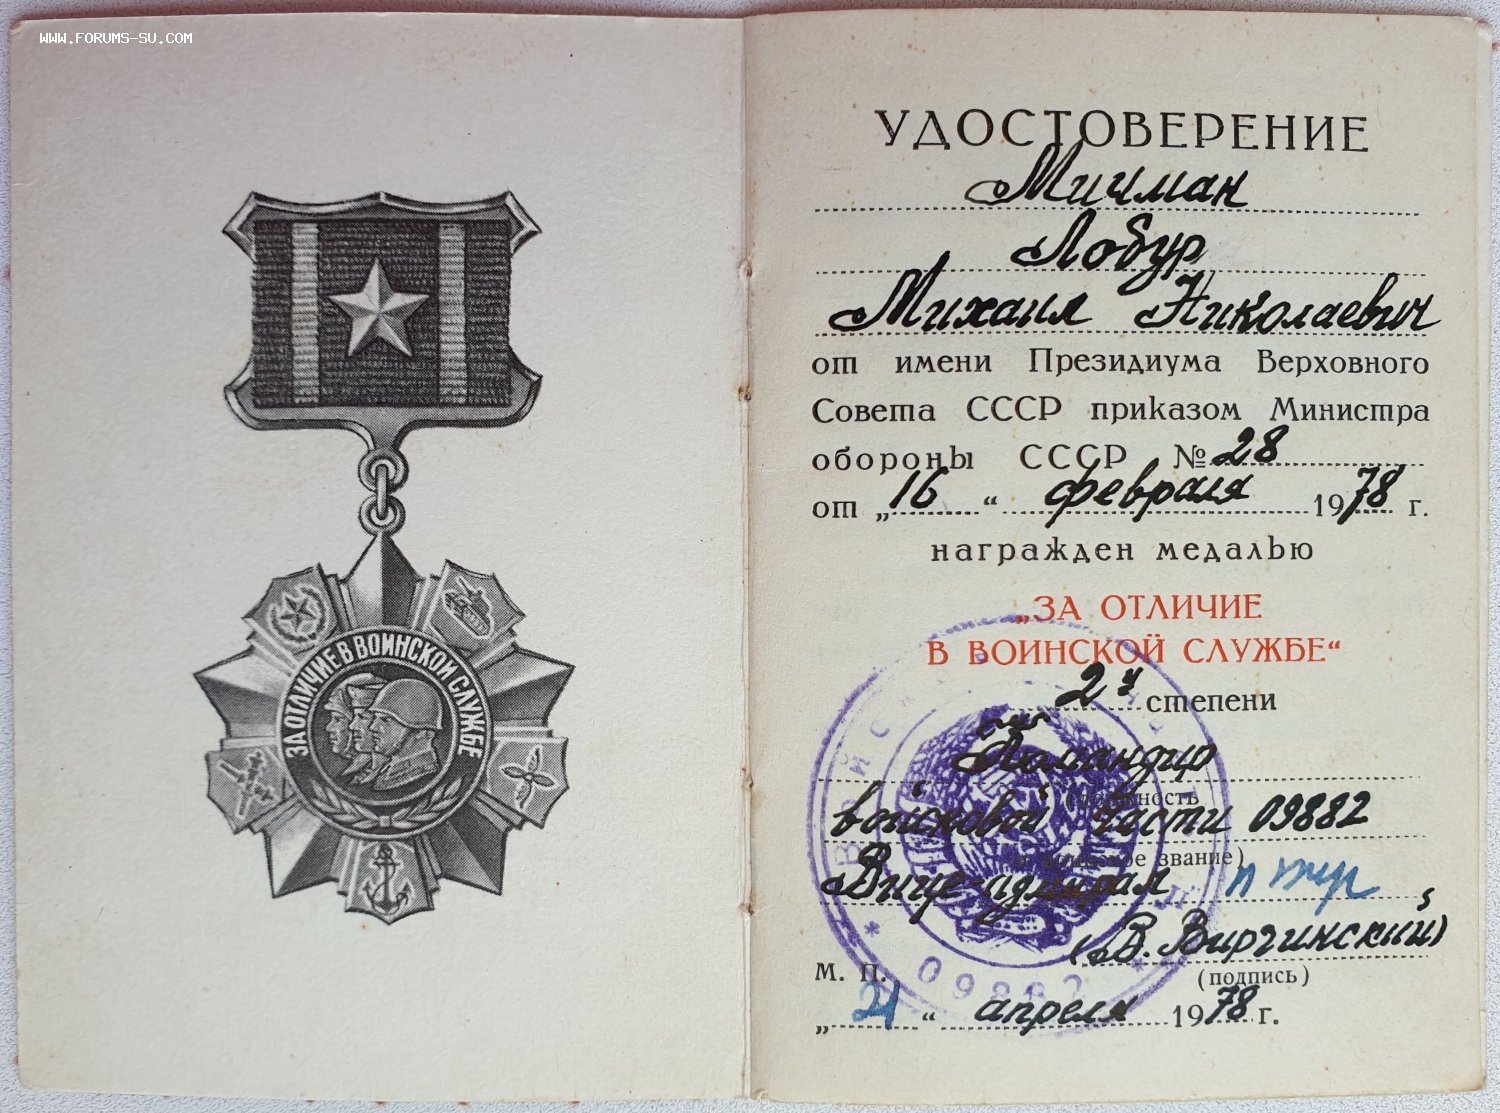 WWW.FORUMS-SU.COM
ЗА ОТЛИЧИЕ В ВОИНСКОЙ СЛУЖБЕ
УДОСТОВЕРЕНИЕ
Мичман
Лобур
Михаил Николаевич
от имени Президиума Верховного
Совета СССР приказом Министра
обороны СССР № 28
от „16“ февраля 1978 г.
награжден медалью
„ЗА ОТЛИЧИЕ
В ВОИНСКОЙ СЛУЖБЕ“
2й степени
Командир
(должность
войсковой части 09882
звание)
Вице-адмирал
(В. Виргинский)
М. П.
(подпись)
„21“ апреля 1978 г.
09882